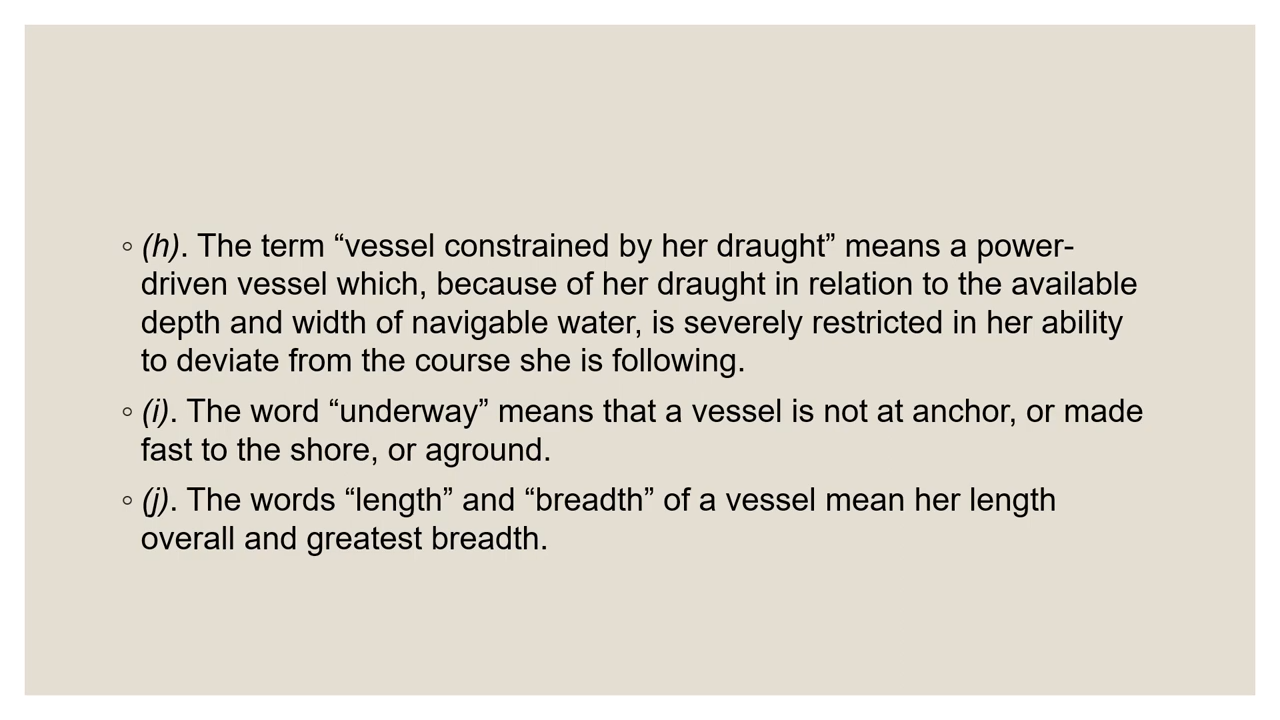 ◦ (h). The term “vessel constrained by her draught” means a power-
driven vessel which, because of her draught in relation to the available
depth and width of navigable water, is severely restricted in her ability
to deviate from the course she is following.
◦ (i). The word “underway” means that a vessel is not at anchor, or made
fast to the shore, or aground.
◦ (j). The words “length” and “breadth” of a vessel mean her length
overall and greatest breadth.